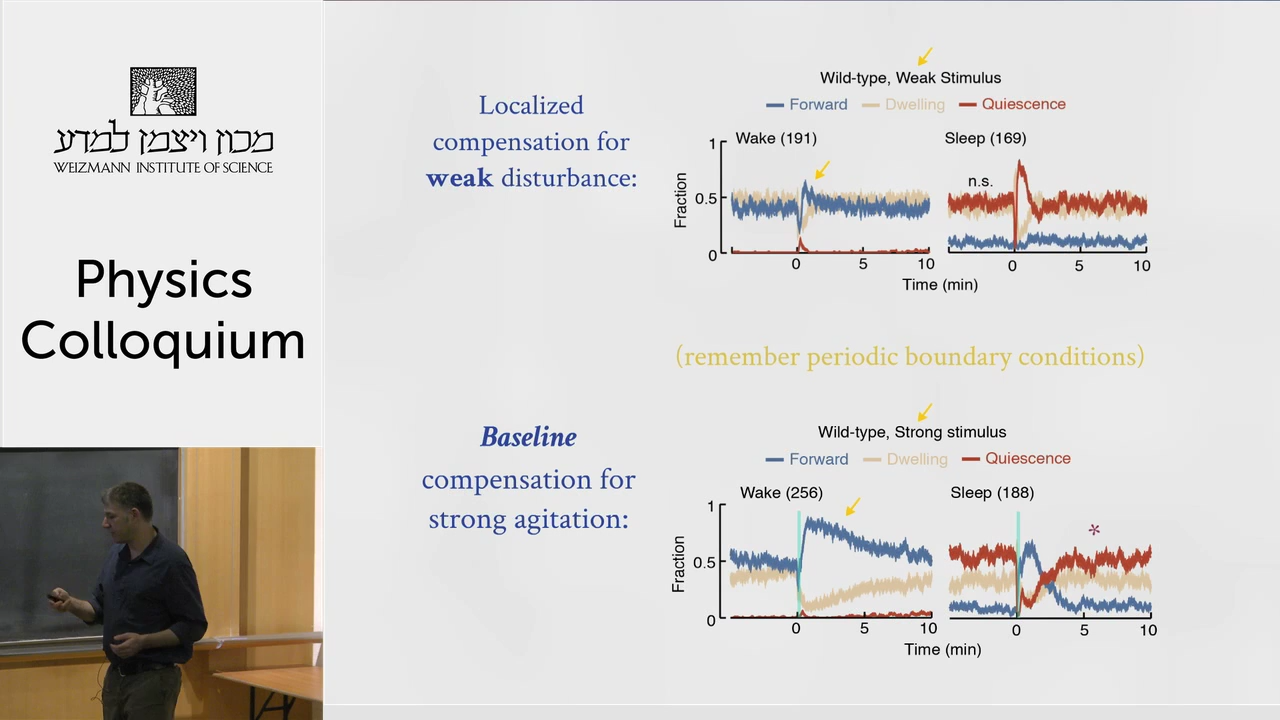 מכון ויצמן למדע
WEIZMANN INSTITUTE OF SCIENCE
Physics
Colloquium
Localized
compensation for
weak disturbance:
Wild-type, Weak Stimulus
Forward Dwelling Quiescence
Wake (191) Sleep (169)
n.s.
Fraction
1
0.5
0
0 5 10 0 5 10
Time (min)
(remember periodic boundary conditions)
Baseline
compensation for
strong agitation:
Wild-type, Strong stimulus
Forward Dwelling Quiescence
Wake (256) Sleep (188)
*
Fraction
1
0.5
0
0 5 10 0 5 10
Time (min)